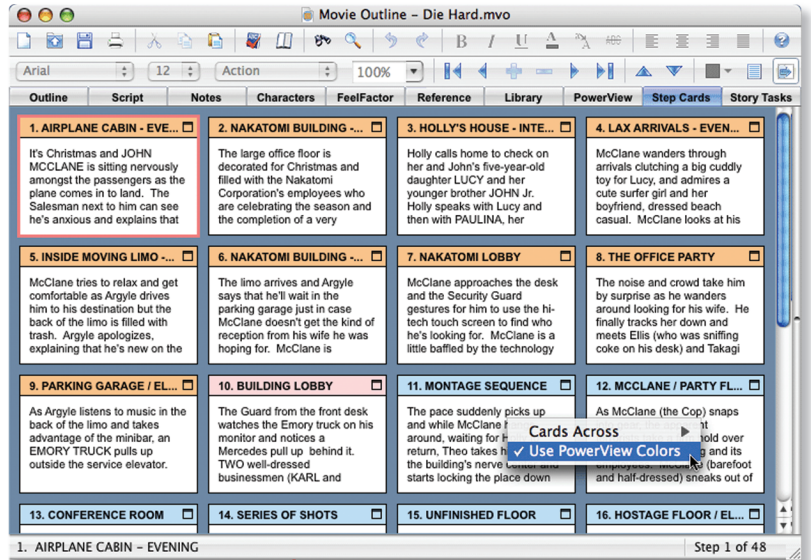 Movie Outline - Die Hard.mvo
B I U A ABC
Arial 12 Action 100%
Outline Script Notes Characters FeelFactor Reference Library PowerView Step Cards Story Tasks
1. AIRPLANE CABIN - EVE...
It's Christmas and JOHN
MCCLANE is sitting nervously
amongst the passengers as the
plane comes in to land. The
Salesman next to him can see
he's anxious and explains that
2. NAKATOMI BUILDING -...
The large office floor is
decorated for Christmas and
filled with the Nakatomi
Corporation's employees who
are celebrating the season and
the completion of a very
3. HOLLY'S HOUSE - INTE...
Holly calls home to check on
her and John's five-year-old
daughter LUCY and her
younger brother JOHN Jr.
Holly speaks with Lucy and
then with PAULINA, her
4. LAX ARRIVALS - EVEN...
McClane wanders through
arrivals clutching a big cuddly
toy for Lucy, and admires a
cute surfer girl and her
boyfriend, dressed beach
casual. McClane looks at his
5. INSIDE MOVING LIMO -...
McClane tries to relax and get
comfortable as Argyle drives
him to his destination but the
back of the limo is filled with
trash. Argyle apologizes,
explaining that he's new on the
6. NAKATOMI BUILDING -...
The limo arrives and Argyle
says that he'll wait in the
parking garage just in case
McClane doesn't get the kind of
reception from his wife he was
hoping for. McClane is
7. NAKATOMI LOBBY
McClane approaches the desk
and the Security Guard
gestures for him to use the hi-
tech touch screen to find who
he's looking for. McClane is a
little baffled by the technology
8. THE OFFICE PARTY
The noise and crowd take him
by surprise as he wanders
around looking for his wife. He
finally tracks her down and
meets Ellis (who was sniffing
coke on his desk) and Takagi
9. PARKING GARAGE / EL...
As Argyle listens to music in the
back of the limo and takes
advantage of the minibar, an
EMORY TRUCK pulls up
outside the service elevator.
10. BUILDING LOBBY
The Guard from the front desk
watches the Emory truck on his
monitor and notices a
Mercedes pull up behind it.
TWO well-dressed
businessmen (KARL and
11. MONTAGE SEQUENCE
The pace suddenly picks up
and while McClane
around, waiting for
return, Theo takes
the building's nerve center and
starts locking the place down
12. MCCLANE / PARTY FL...
As McClane (the Cop) snaps
hold over
and its
employees. McClane (barefoot
and half-dressed) sneaks out of
Cards Across
✓ Use PowerView Colors
13. CONFERENCE ROOM
14. SERIES OF SHOTS
15. UNFINISHED FLOOR
16. HOSTAGE FLOOR / EL...
1. AIRPLANE CABIN - EVENING Step 1 of 48